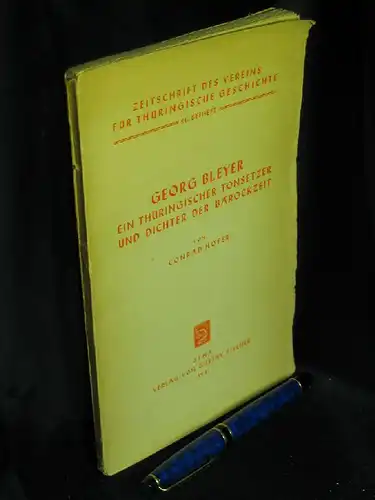 ZEITSCHRIFT DES VEREINS
FÜR THÜRINGISCHE GESCHICHTE
BEIHEFT
GEORG BLEYER
EIN THÜRINGISCHER TONSETZER
UND DICHTER DER BAROCKZEIT
VON
CONRAD HÖFER
JENA
VERLAG VON GUSTAV FISCHER